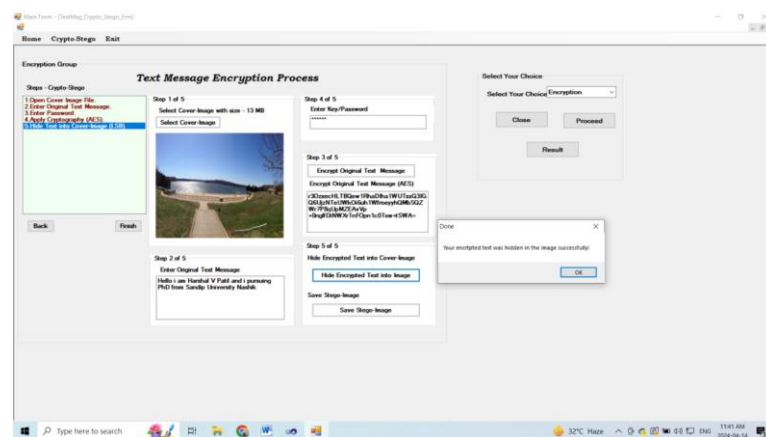 Main Form - [TextMsg_Crypto_Stego_Frm]
Home Crypto-Stego Exit
Encryption Group
Text Message Encryption Process
Steps - Cypto-Stego
1.Open Cover Image File.
2.Enter Original Text Message.
3.Enter Password.
4.Apply Cryptography (AES).
5.Hide Text into Cover-Image (LSB).
Back
Finish
Step 1 of 5
Select Cover-Image with size - 13 MB
Select Cover-Image
Step 2 of 5
Enter Original Text Message
Hello i am Harshal V Patil and i pursuing
PhD from Sandip University Nashik
Step 4 of 5
Enter Key/Password
******
Step 3 of 5
Encrypt Original Text Message
Encrypt Original Text Message (AES)
Step 5 of 5
Hide Encrypted Text into Cover-Image
Hide Encrypted Text into Image
Save Stego-Image
Save Stego-Image
Select Your Choice
Select Your Choice Encryption
Close
Proceed
Result
Done
Your encrtpted text was hidden in the image successfully!
OK
Type here to search
32°C Haze
ENG
11:41 AM
2024-04-14